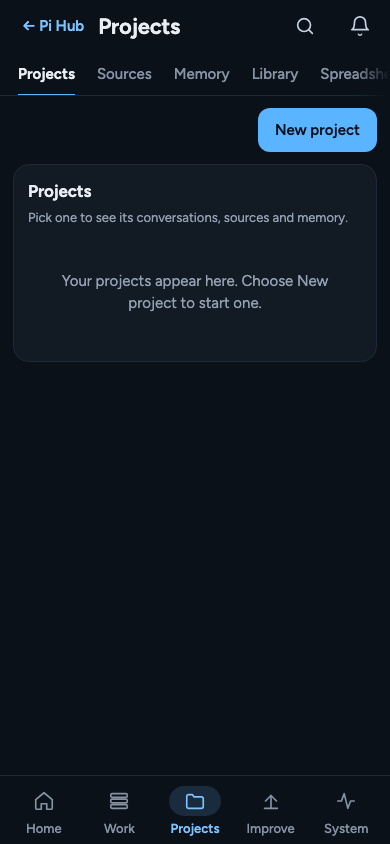 ← Pi Hub Projects
Projects Sources Memory Library Spreadshe
New project
Projects
Pick one to see its conversations, sources and memory.
Your projects appear here. Choose New
project to start one.
Home Work Projects Improve System